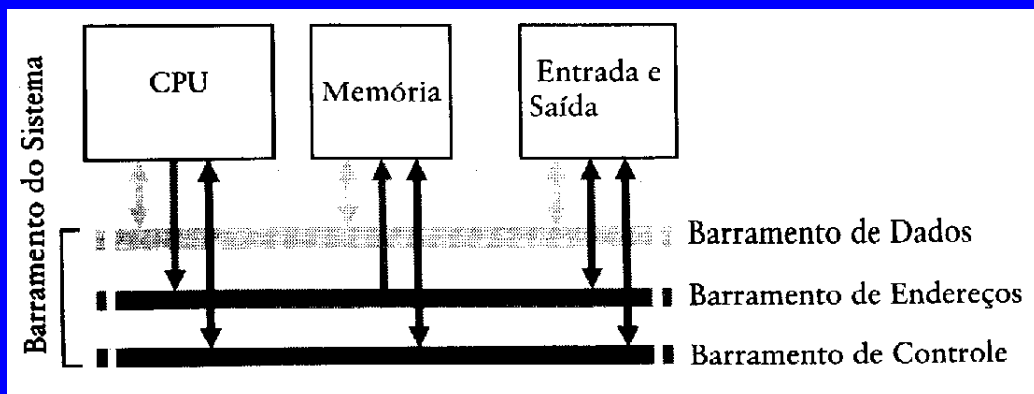 Barramento do Sistema
CPU
Memória
Entrada e
Saída
Barramento de Dados
Barramento de Endereços
Barramento de Controle